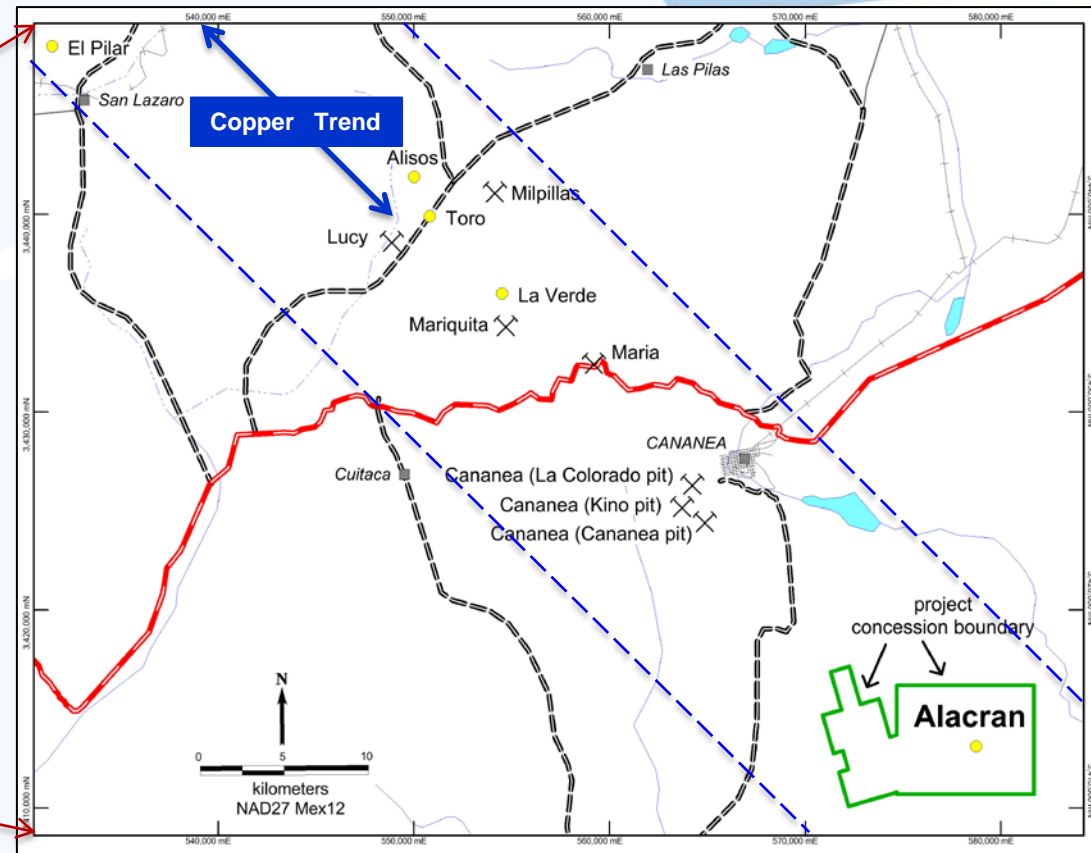 540,000 mE
550,000 mE
560,000 mE
570,000 mE
580,000 mE
El Pilar
San Lazaro
Las Pilas
Copper Trend
Alisos
Milpillas
Toro
Lucy
3,440,000 mN
La Verde
Mariquita
Maria
3,430,000 mN
CANANEA
Cuitaca
Cananea (La Colorado pit)
Cananea (Kino pit)
Cananea (Cananea pit)
3,420,000 mN
project
concession boundary
Alacran
N
0 5 10
kilometers
NAD27 Mex12
540,000 mE
550,000 mE
560,000 mE
570,000 mE
580,000 mE